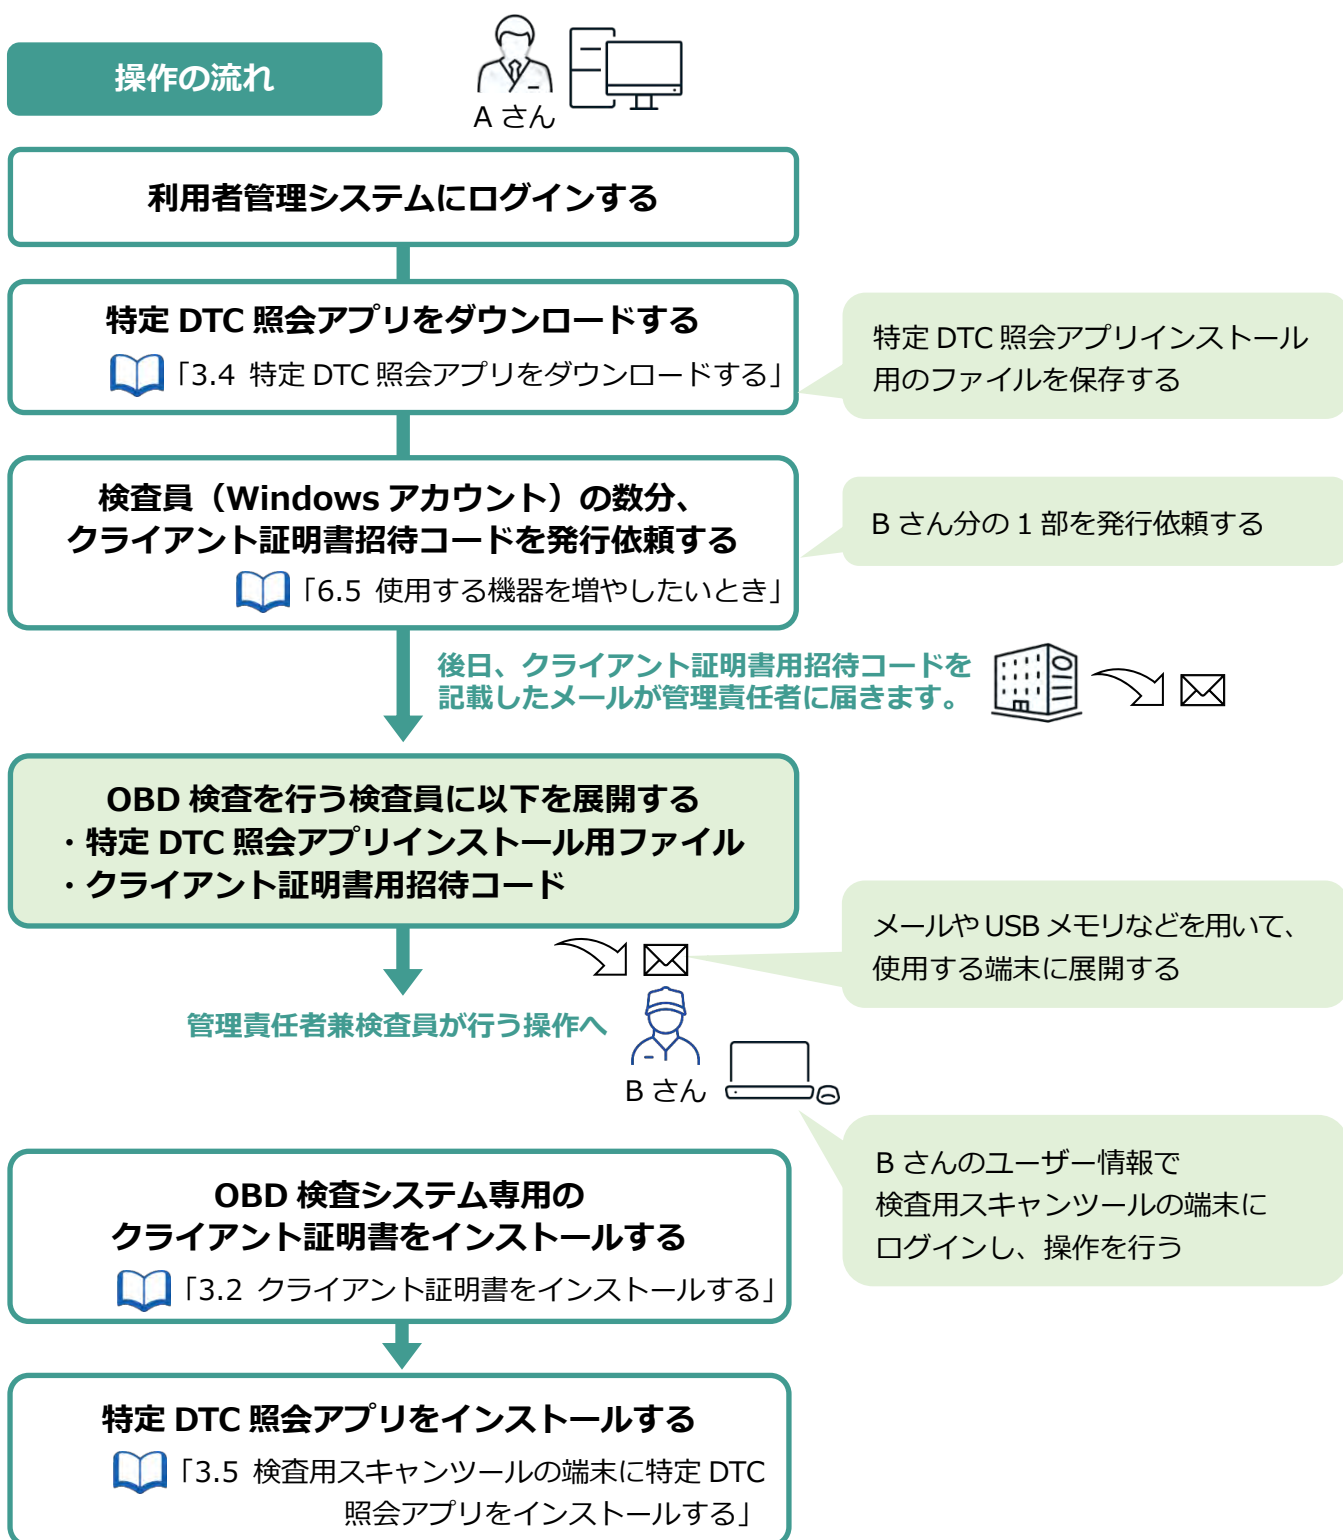 操作の流れ
A さん
利用者管理システムにログインする
特定 DTC 照会アプリをダウンロードする
「3.4 特定 DTC 照会アプリをダウンロードする」
特定 DTC 照会アプリインストール
用のファイルを保存する
検査員（Windows アカウント）の数分、
クライアント証明書招待コードを発行依頼する
「6.5 使用する機器を増やしたいとき」
B さん分の 1 部を発行依頼する
後日、クライアント証明書用招待コードを
記載したメールが管理責任者に届きます。
OBD 検査を行う検査員に以下を展開する
・特定 DTC 照会アプリインストール用ファイル
・クライアント証明書用招待コード
メールや USB メモリなどを用いて、
使用する端末に展開する
管理責任者兼検査員が行う操作へ
B さん
B さんのユーザー情報で
検査用スキャンツールの端末に
ログインし、操作を行う
OBD 検査システム専用の
クライアント証明書をインストールする
「3.2 クライアント証明書をインストールする」
特定 DTC 照会アプリをインストールする
「3.5 検査用スキャンツールの端末に特定 DTC
照会アプリをインストールする」